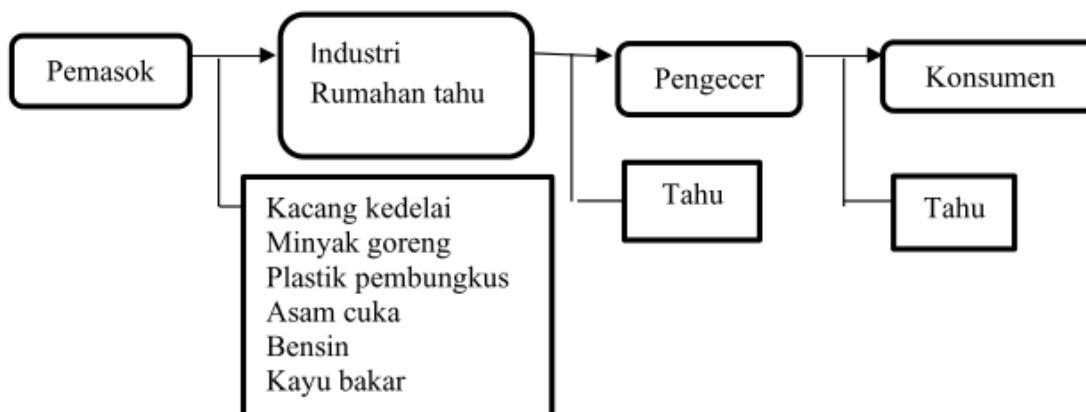 Pemasok
Industri
Rumahan tahu
Pengecer
Konsumen
Kacang kedelai
Minyak goreng
Plastik pembungkus
Asam cuka
Bensin
Kayu bakar
Tahu
Tahu